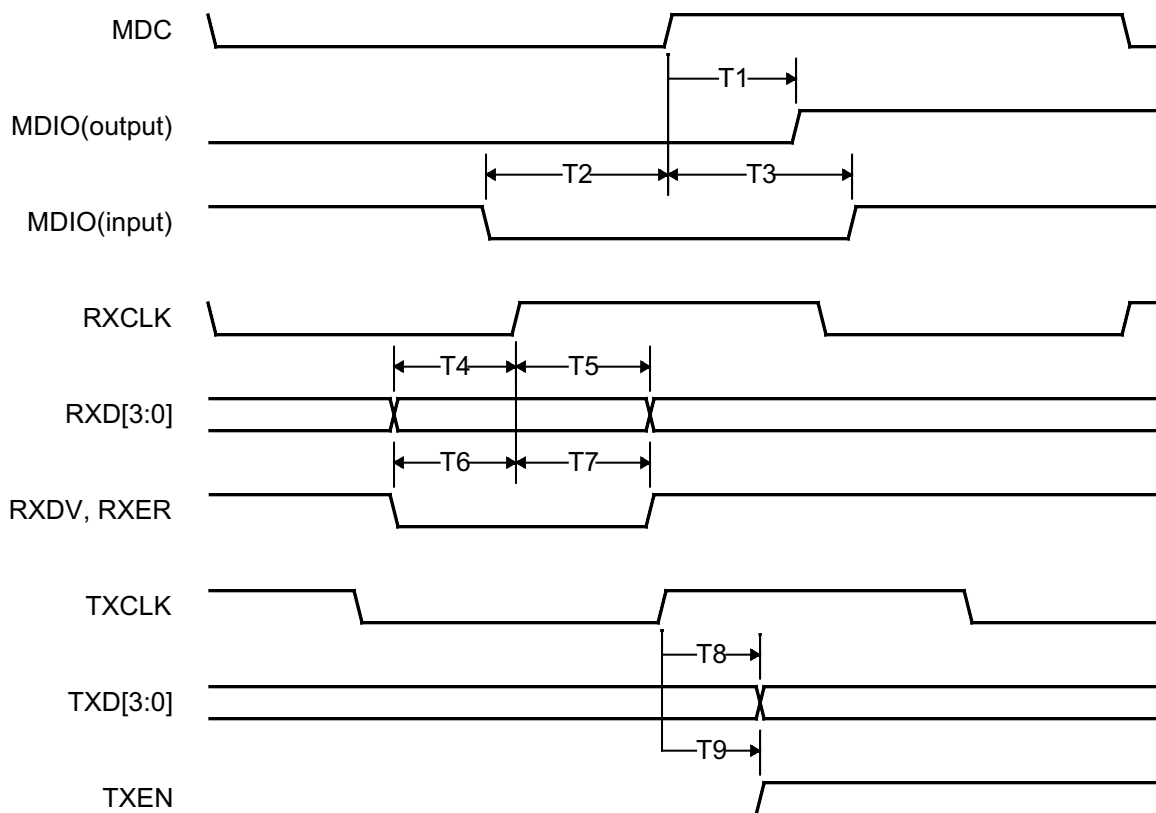 MDC
T1
MDIO(output)
T2 T3
MDIO(input)
RXCLK
T4 T5
RXD[3:0]
T6 T7
RXDV, RXER
TXCLK
T8
TXD[3:0]
T9
TXEN